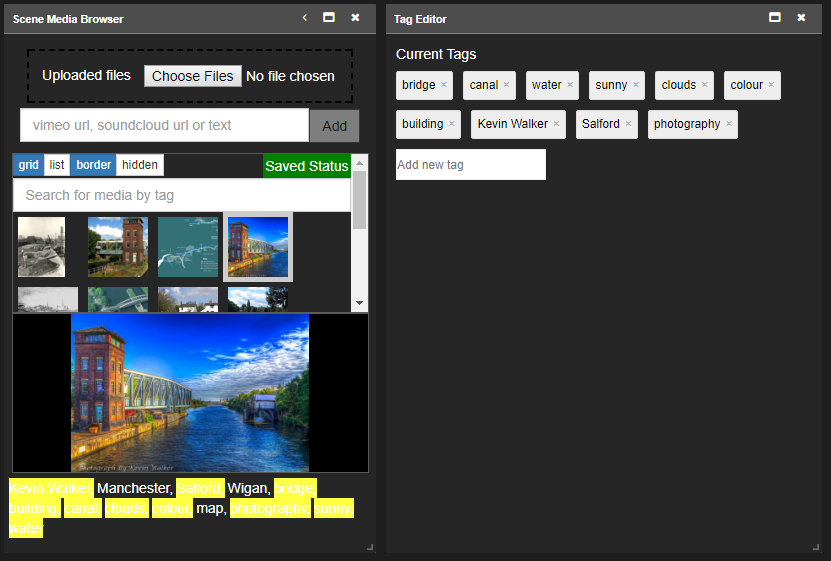 Scene Media Browser
Uploaded files Choose Files No file chosen
vimeo url, soundcloud url or text Add
grid list border hidden Saved Status
Search for media by tag
Photograph By Kevin Walker
Kevin Walker, Manchester, Salford, Wigan, bridge,
building, canal, clouds, colour, map, photography, sunny,
water
Tag Editor
Current Tags
bridge × canal × water × sunny × clouds × colour ×
building × Kevin Walker × Salford × photography ×
Add new tag